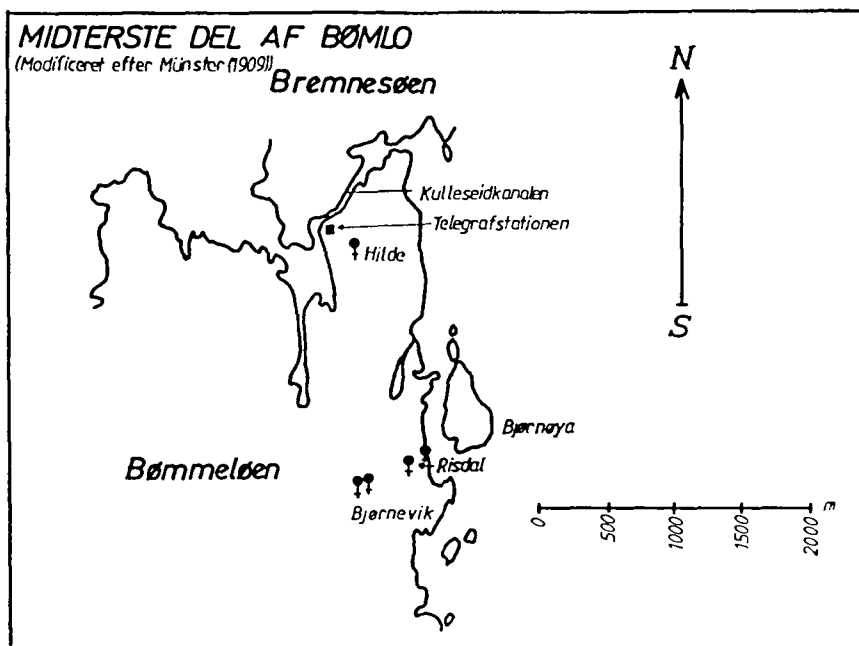 MIDTERSTE DEL AF BØMLO
(Modificeret efter Münster (1909))
Bremnesøen
N
Kulleseidkanalen
Telegrafstationen
Hilde
S
Bjørnøya
Bømmeløen
Risdal
Bjørnevik
m
0
500
1000
1500
2000